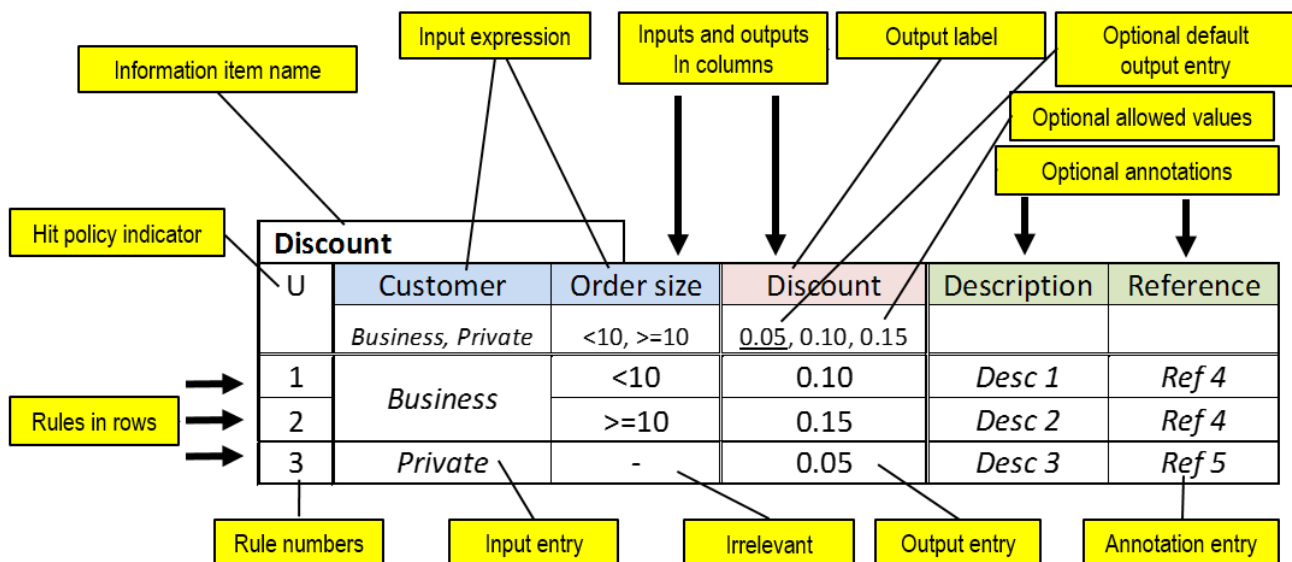 Input expression
Inputs and outputs
In columns
Output label
Optional default
output entry
Information item name
Optional allowed values
Optional annotations
Hit policy indicator
Discount
U Customer Order size Discount Description Reference
Business, Private <10, >=10 0.05, 0.10, 0.15
Rules in rows
1 Business <10 0.10 Desc 1 Ref 4
2 >=10 0.15 Desc 2 Ref 4
3 Private - 0.05 Desc 3 Ref 5
Rule numbers
Input entry
Irrelevant
Output entry
Annotation entry